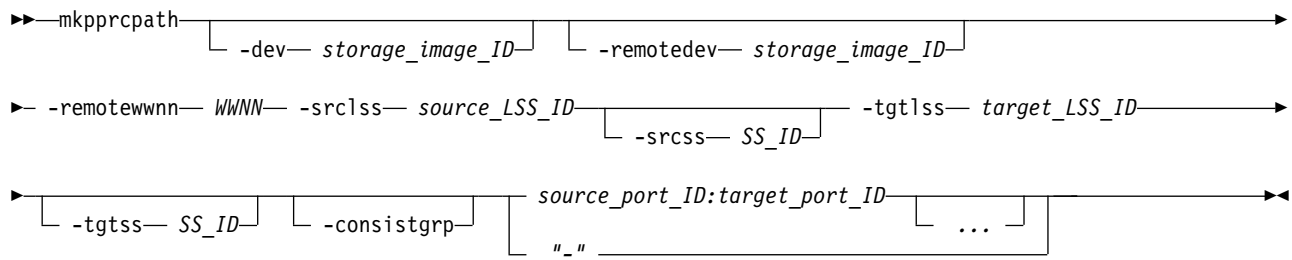 mkpprcpath -dev storage_image_ID -remotedev storage_image_ID
-remotewwnn WWNN -srclss source_LSS_ID -srcss SS_ID -tgtlss target_LSS_ID
-tgtss SS_ID -consistgrp source_port_ID:target_port_ID ...
"-"